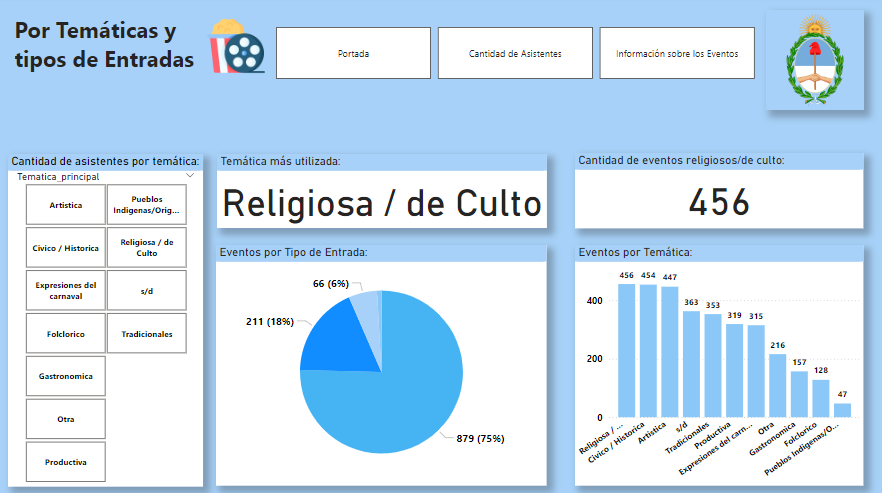 Por Temáticas y
tipos de Entradas
Portada
Cantidad de Asistentes
Información sobre los Eventos
Cantidad de asistentes por temática:
Tematica_principal
Artistica
Pueblos
Indigenas/Orig...
Civico / Historica
Religiosa / de
Culto
Expresiones del
carnaval
s/d
Folclorico
Tradicionales
Gastronomica
Otra
Productiva
Temática más utilizada:
Religiosa / de Culto
Cantidad de eventos religiosos/de culto:
456
Eventos por Tipo de Entrada:
66 (6%)
211 (18%)
879 (75%)
Eventos por Temática:
400
200
0
456
454
447
363
353
319
315
216
157
128
47
Religiosa / ...
Civico / Historica
Artistica
s/d
Tradicionales
Productiva
Expresiones del carn...
Otra
Gastronomica
Folclorico
Pueblos Indigenas/O...